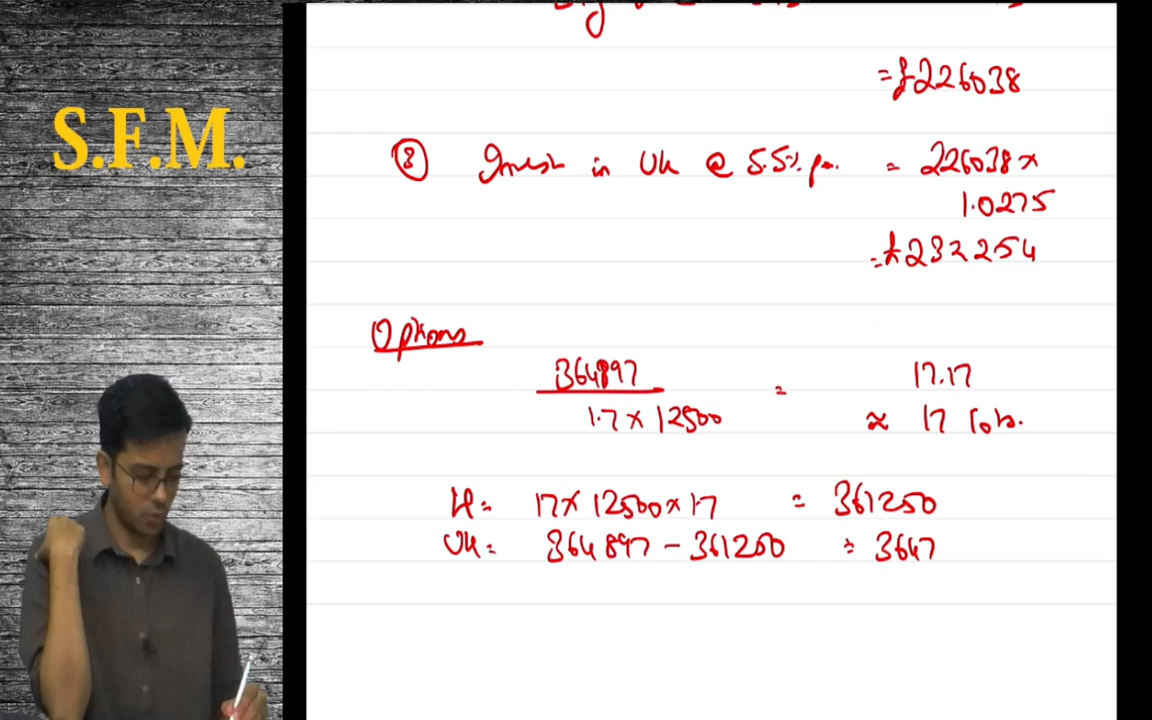 S.F.M.
= £226038
③ Invest in UK @ 5.5% p.a. = 226038 ×
1.0275
= £232254
Options
364897
1.7 × 12500
= 17.17
≈ 17 lots.
H = 17 × 12500 × 1.7 = 361250
UH = 364897 - 361250 = 3647